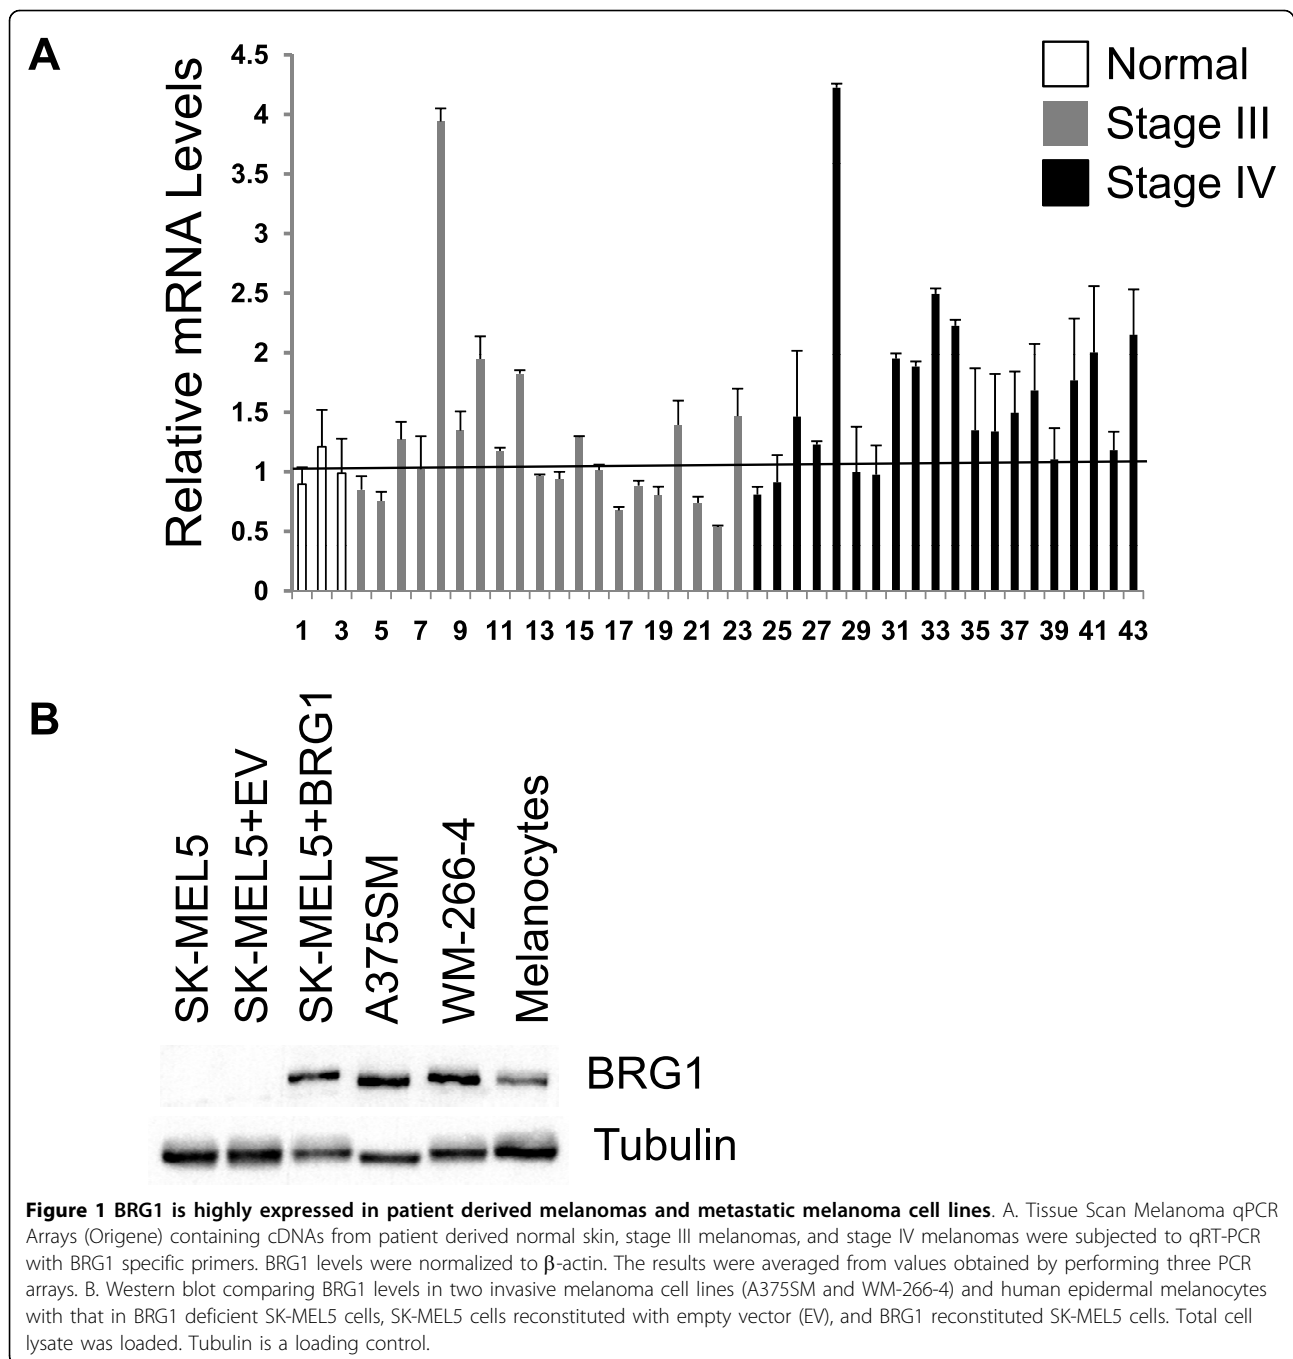 A
Relative mRNA Levels
4.5
4
3.5
3
2.5
2
1.5
1
0.5
0
1 3 5 7 9 11 13 15 17 19 21 23 25 27 29 31 33 35 37 39 41 43
Normal
Stage III
Stage IV
B
SK-MEL5
SK-MEL5+EV
SK-MEL5+BRG1
A375SM
WM-266-4
Melanocytes
BRG1
Tubulin
Figure 1 BRG1 is highly expressed in patient derived melanomas and metastatic melanoma cell lines. A. Tissue Scan Melanoma qPCR
Arrays (Origene) containing cDNAs from patient derived normal skin, stage III melanomas, and stage IV melanomas were subjected to qRT-PCR
with BRG1 specific primers. BRG1 levels were normalized to β-actin. The results were averaged from values obtained by performing three PCR
arrays. B. Western blot comparing BRG1 levels in two invasive melanoma cell lines (A375SM and WM-266-4) and human epidermal melanocytes
with that in BRG1 deficient SK-MEL5 cells, SK-MEL5 cells reconstituted with empty vector (EV), and BRG1 reconstituted SK-MEL5 cells. Total cell
lysate was loaded. Tubulin is a loading control.